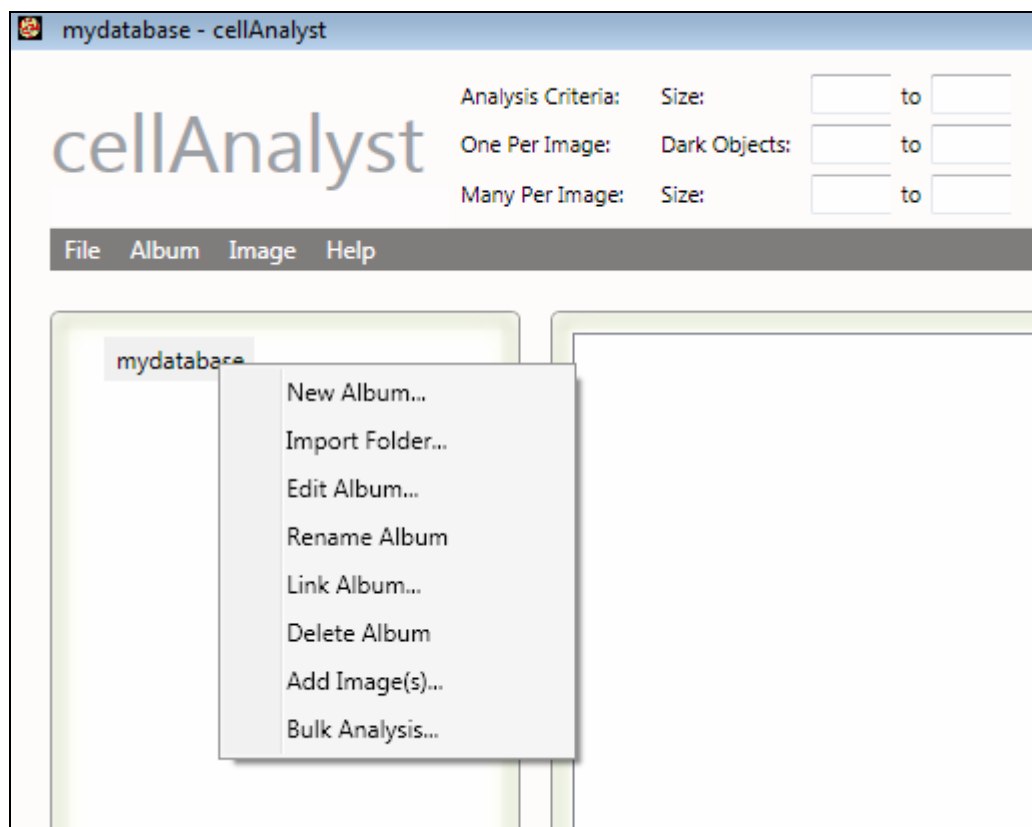 mydatabase - cellAnalyst
cellAnalyst
Analysis Criteria: Size: to
One Per Image: Dark Objects: to
Many Per Image: Size: to
File Album Image Help
mydatabase
New Album...
Import Folder...
Edit Album...
Rename Album
Link Album...
Delete Album
Add Image(s)...
Bulk Analysis...